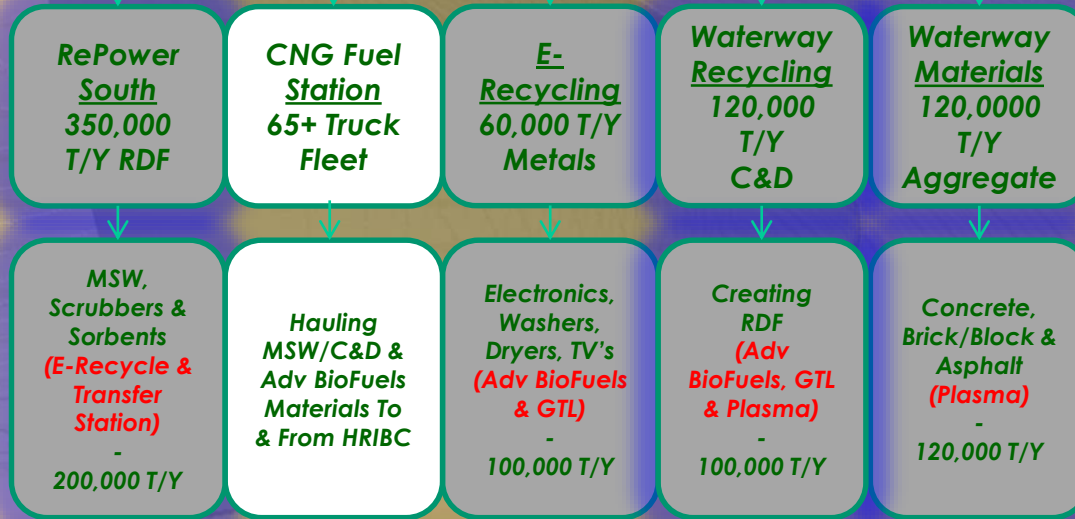 RePower
South
350,000
T/Y RDF
CNG Fuel
Station
65+ Truck
Fleet
E-
Recycling
60,000 T/Y
Metals
Waterway
Recycling
120,000
T/Y
C&D
Waterway
Materials
120,0000
T/Y
Aggregate
MSW,
Scrubbers &
Sorbents
(E-Recycle &
Transfer
Station)
-
200,000 T/Y
Hauling
MSW/C&D &
Adv BioFuels
Materials To
& From HRIBC
Electronics,
Washers,
Dryers, TV's
(Adv BioFuels
& GTL)
-
100,000 T/Y
Creating
RDF
(Adv
BioFuels, GTL
& Plasma)
-
100,000 T/Y
Concrete,
Brick/Block &
Asphalt
(Plasma)
-
120,000 T/Y